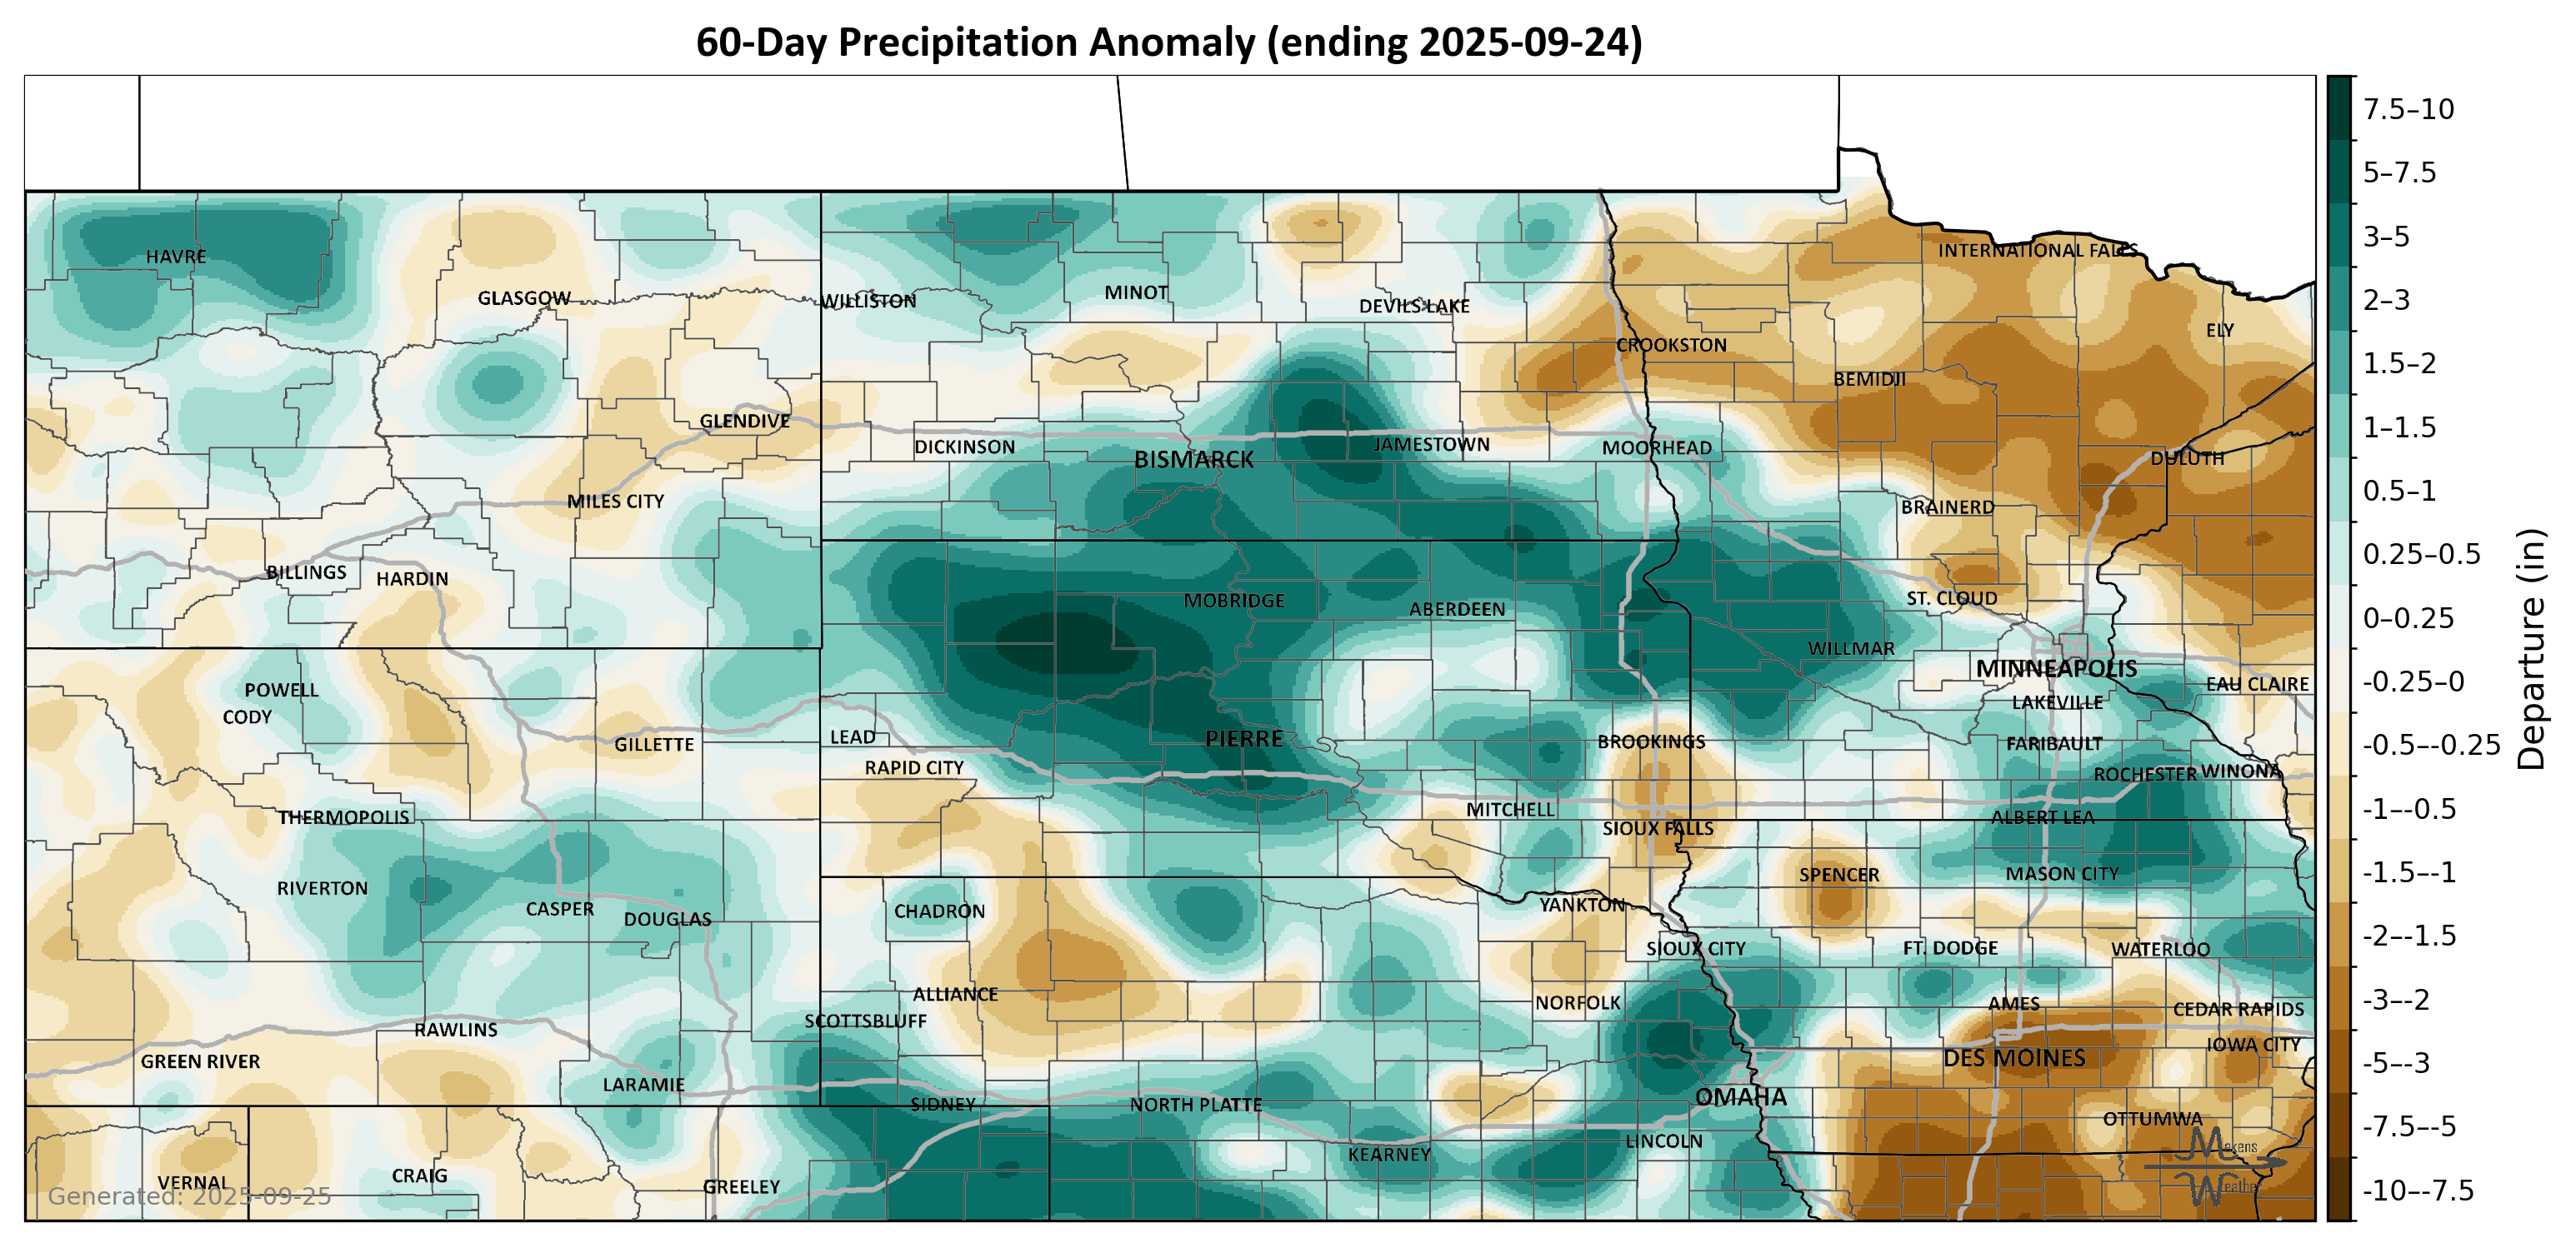 60-Day Precipitation Anomaly (ending 2025-09-24)
HAVRE
INTERNATIONAL FALLS
GLASGOW
WILLISTON
MINOT
DEVILS LAKE
ELY
CROOKSTON
BEMIDJI
GLENDIVE
DICKINSON
BISMARCK
JAMESTOWN
MOORHEAD
DULUTH
MILES CITY
BRAINERD
BILLINGS
HARDIN
MOBRIDGE
ABERDEEN
ST. CLOUD
WILLMAR
MINNEAPOLIS
POWELL
EAU CLAIRE
LAKEVILLE
CODY
GILLETTE
LEAD
PIERRE
BROOKINGS
FARIBAULT
RAPID CITY
ROCHESTER
WINONA
THERMOPOLIS
MITCHELL
ALBERT LEA
SIOUX FALLS
RIVERTON
SPENCER
MASON CITY
CASPER
DOUGLAS
CHADRON
YANKTON
SIOUX CITY
FT. DODGE
WATERLOO
ALLIANCE
NORFOLK
AMES
CEDAR RAPIDS
SCOTTSBLUFF
RAWLINS
IOWA CITY
GREEN RIVER
DES MOINES
LARAMIE
SIDNEY
NORTH PLATTE
OMAHA
OTTUMWA
LINCOLN
KEARNEY
VERNAL
CRAIG
GREELEY
Generated: 2025-09-25
Makens
Weather
7.5–10
5–7.5
3–5
2–3
1.5–2
1–1.5
0.5–1
0.25–0.5
0–0.25
-0.25–0
-0.5–-0.25
-1–-0.5
-1.5–-1
-2–-1.5
-3–-2
-5–-3
-7.5–-5
-10–-7.5
Departure (in)